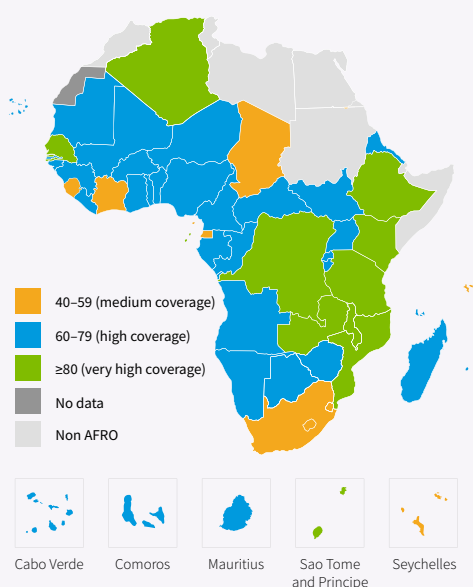 40–59 (medium coverage)
60–79 (high coverage)
≥80 (very high coverage)
No data
Non AFRO
Cabo Verde
Comoros
Mauritius
Sao Tome
and Principe
Seychelles